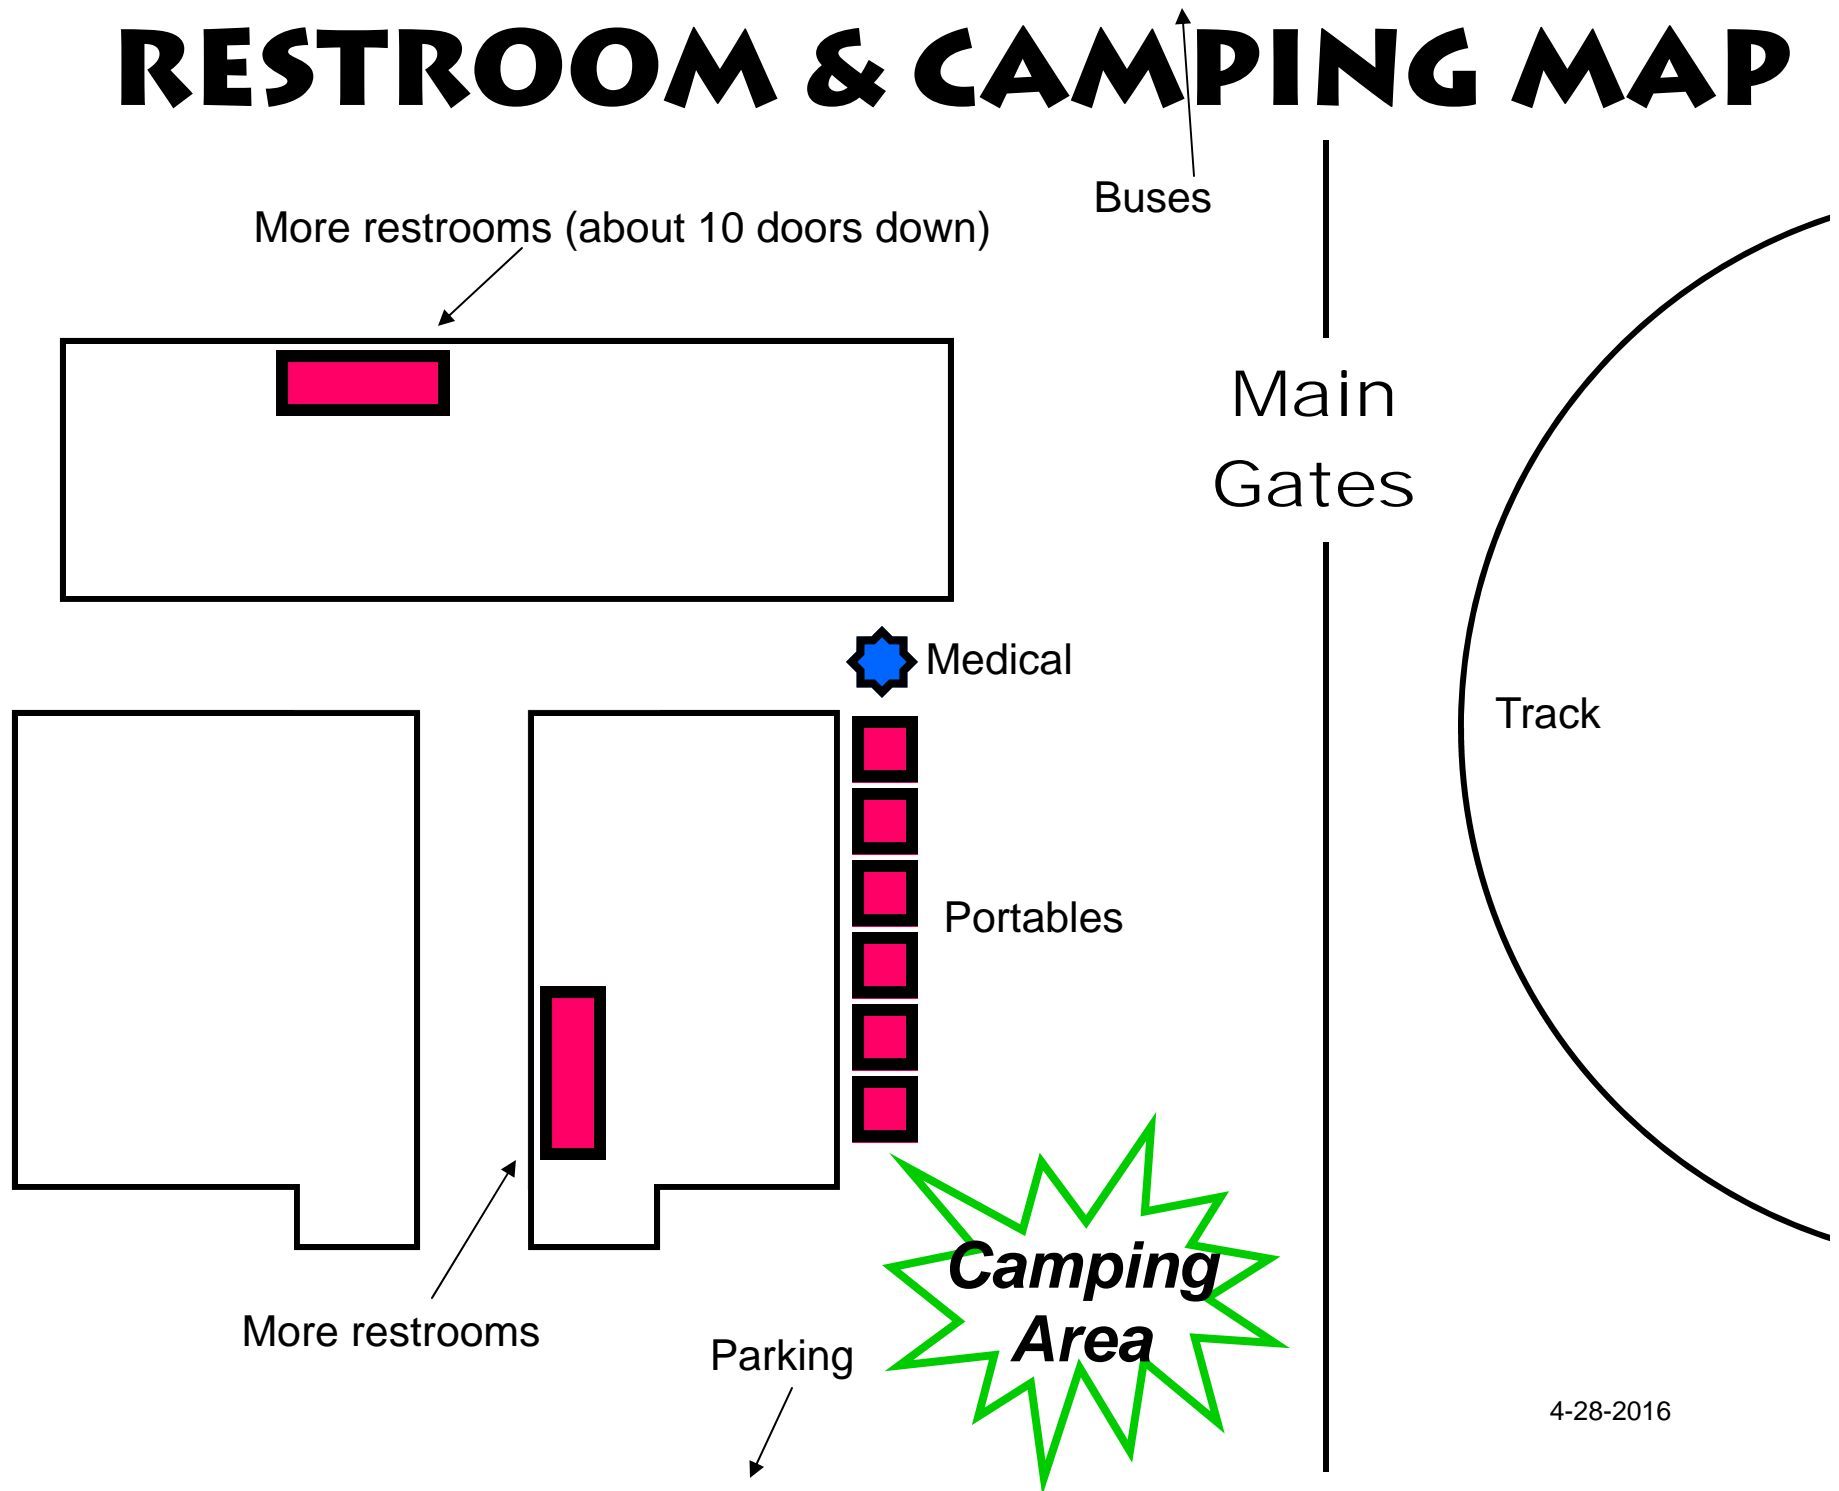 RESTROOM & CAMPING MAP
Buses
More restrooms (about 10 doors down)
Main
Gates
Medical
Track
Portables
Camping
Area
More restrooms
Parking
4-28-2016